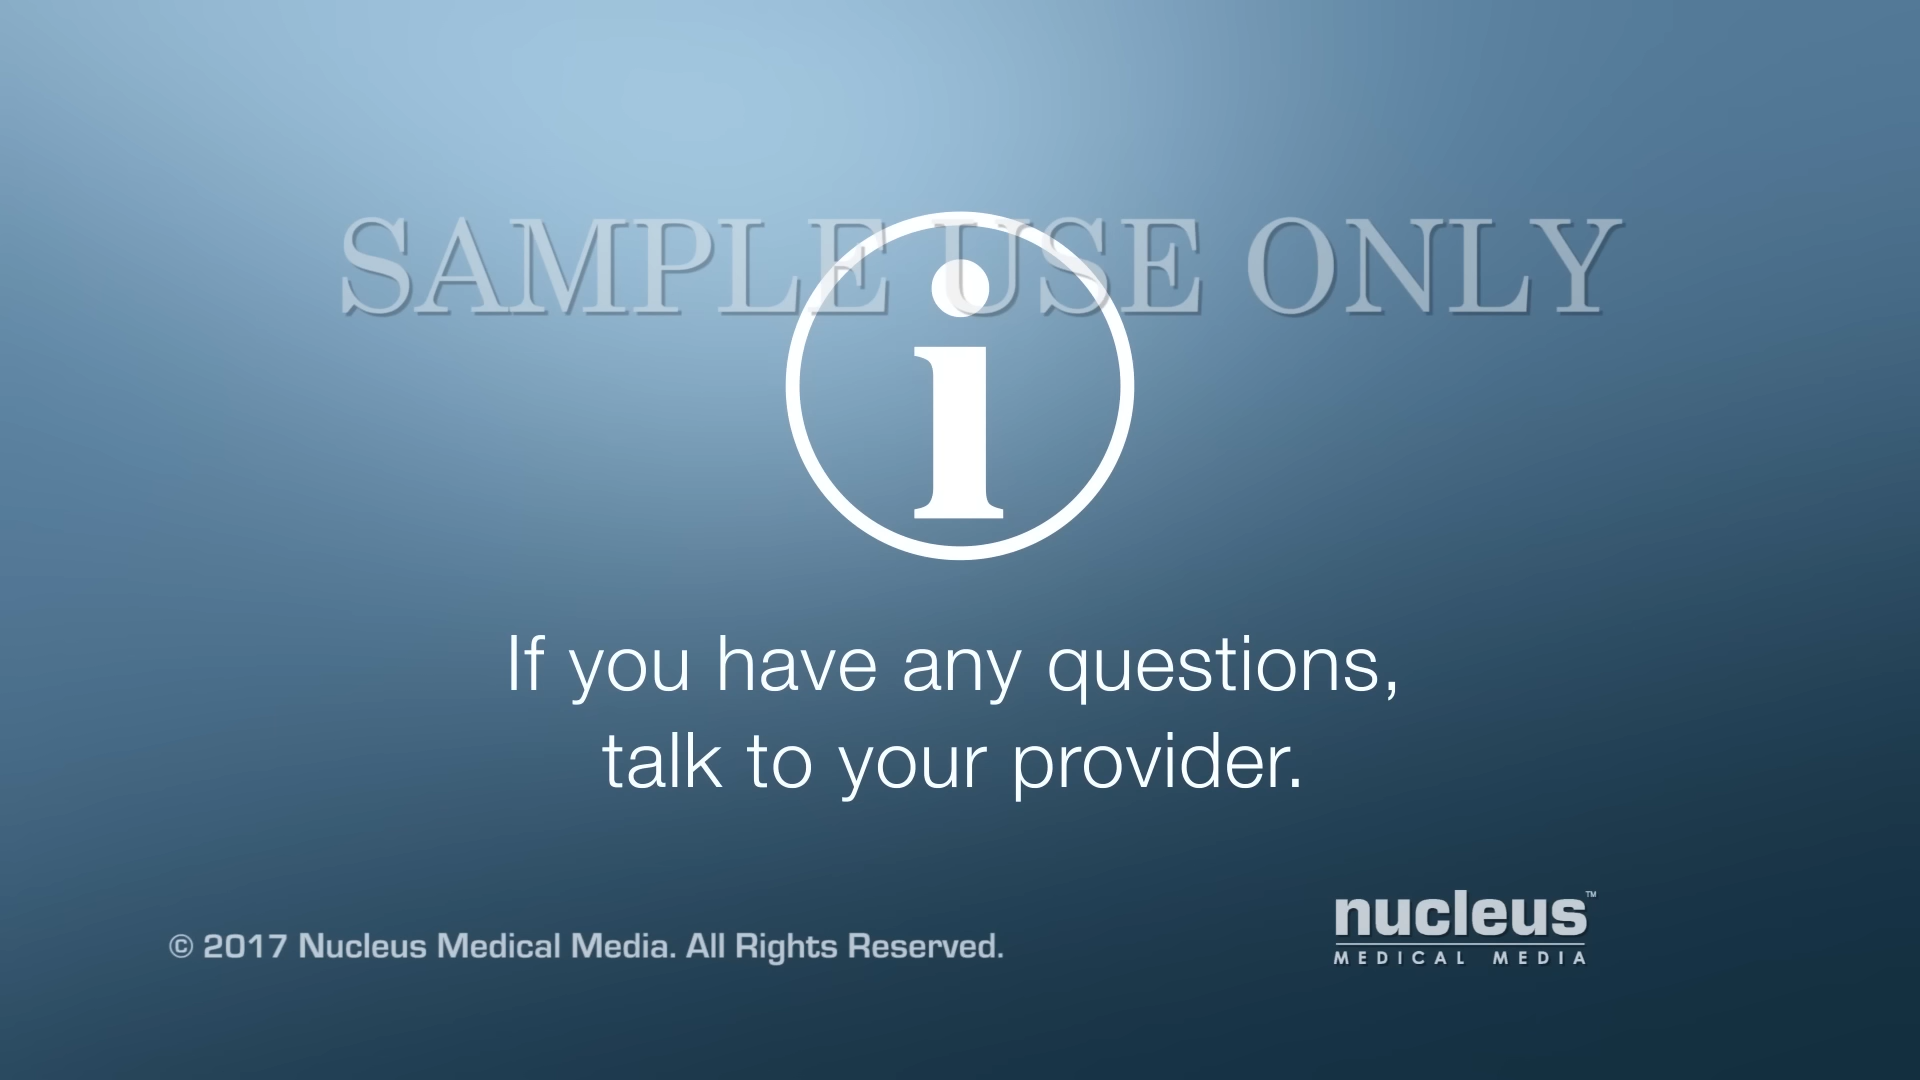 SAMPLE USE ONLY
i
If you have any questions,
talk to your provider.
© 2017 Nucleus Medical Media. All Rights Reserved.
nucleus™
MEDICAL MEDIA